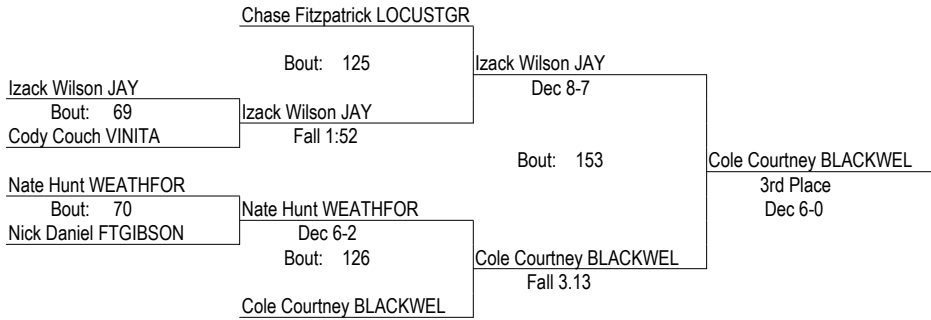 Chase Fitzpatrick LOCUSTGR
Bout: 125
Izack Wilson JAY
Dec 8-7
Izack Wilson JAY
Bout: 69
Cody Couch VINITA
Izack Wilson JAY
Fall 1:52
Bout: 153
Cole Courtney BLACKWEL
3rd Place
Dec 6-0
Nate Hunt WEATHFOR
Bout: 70
Nick Daniel FTGIBSON
Nate Hunt WEATHFOR
Dec 6-2
Bout: 126
Cole Courtney BLACKWEL
Fall 3.13
Cole Courtney BLACKWEL